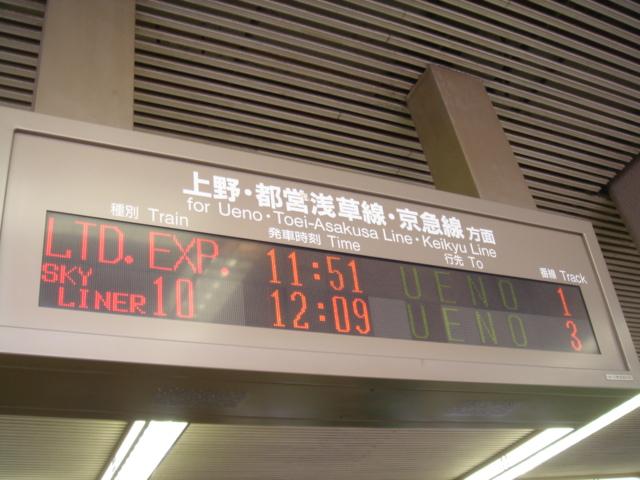 上野・都営浅草線・京急線 方面
for Ueno・Toei-Asakusa Line・Keikyu Line
種別 Train 発車時刻 Time 行先 To 番線 Track
LTD. EXP. 11:51 UENO 1
SKY LINER 10 12:09 UENO 3